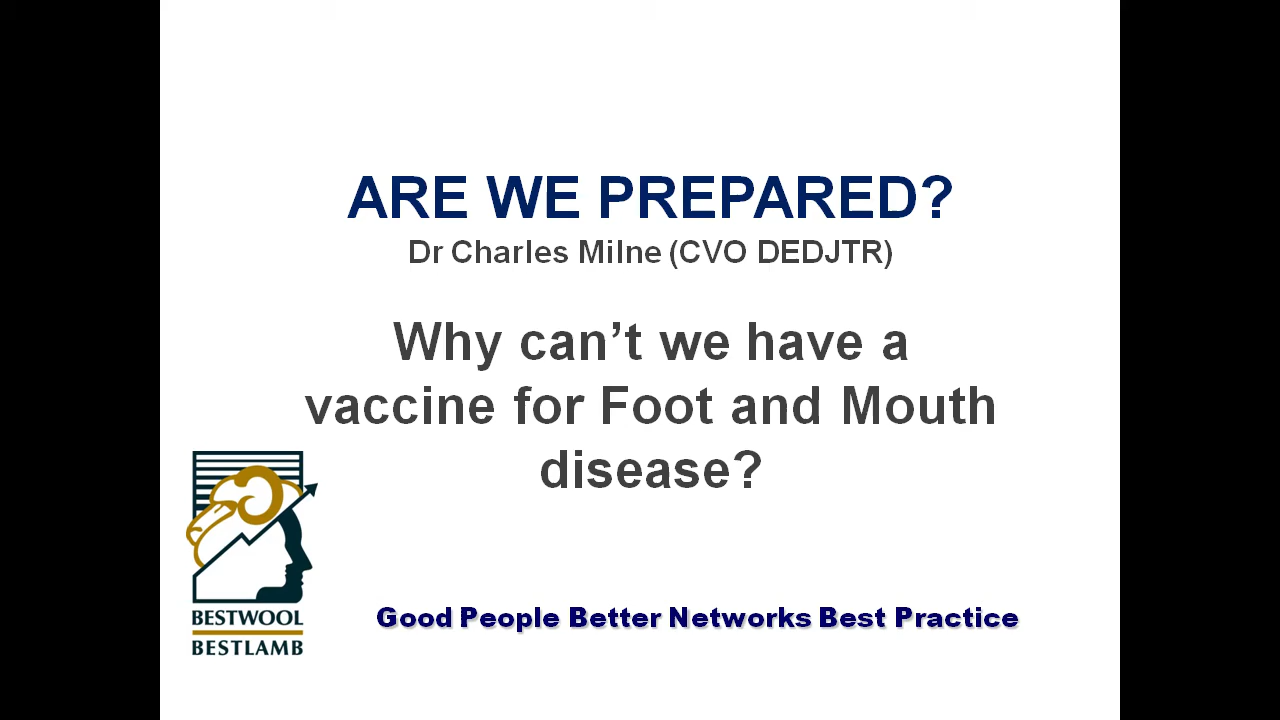 ARE WE PREPARED?
Dr Charles Milne (CVO DEDJTR)
Why can’t we have a
vaccine for Foot and Mouth
disease?
BESTWOOL
BESTLAMB
Good People Better Networks Best Practice